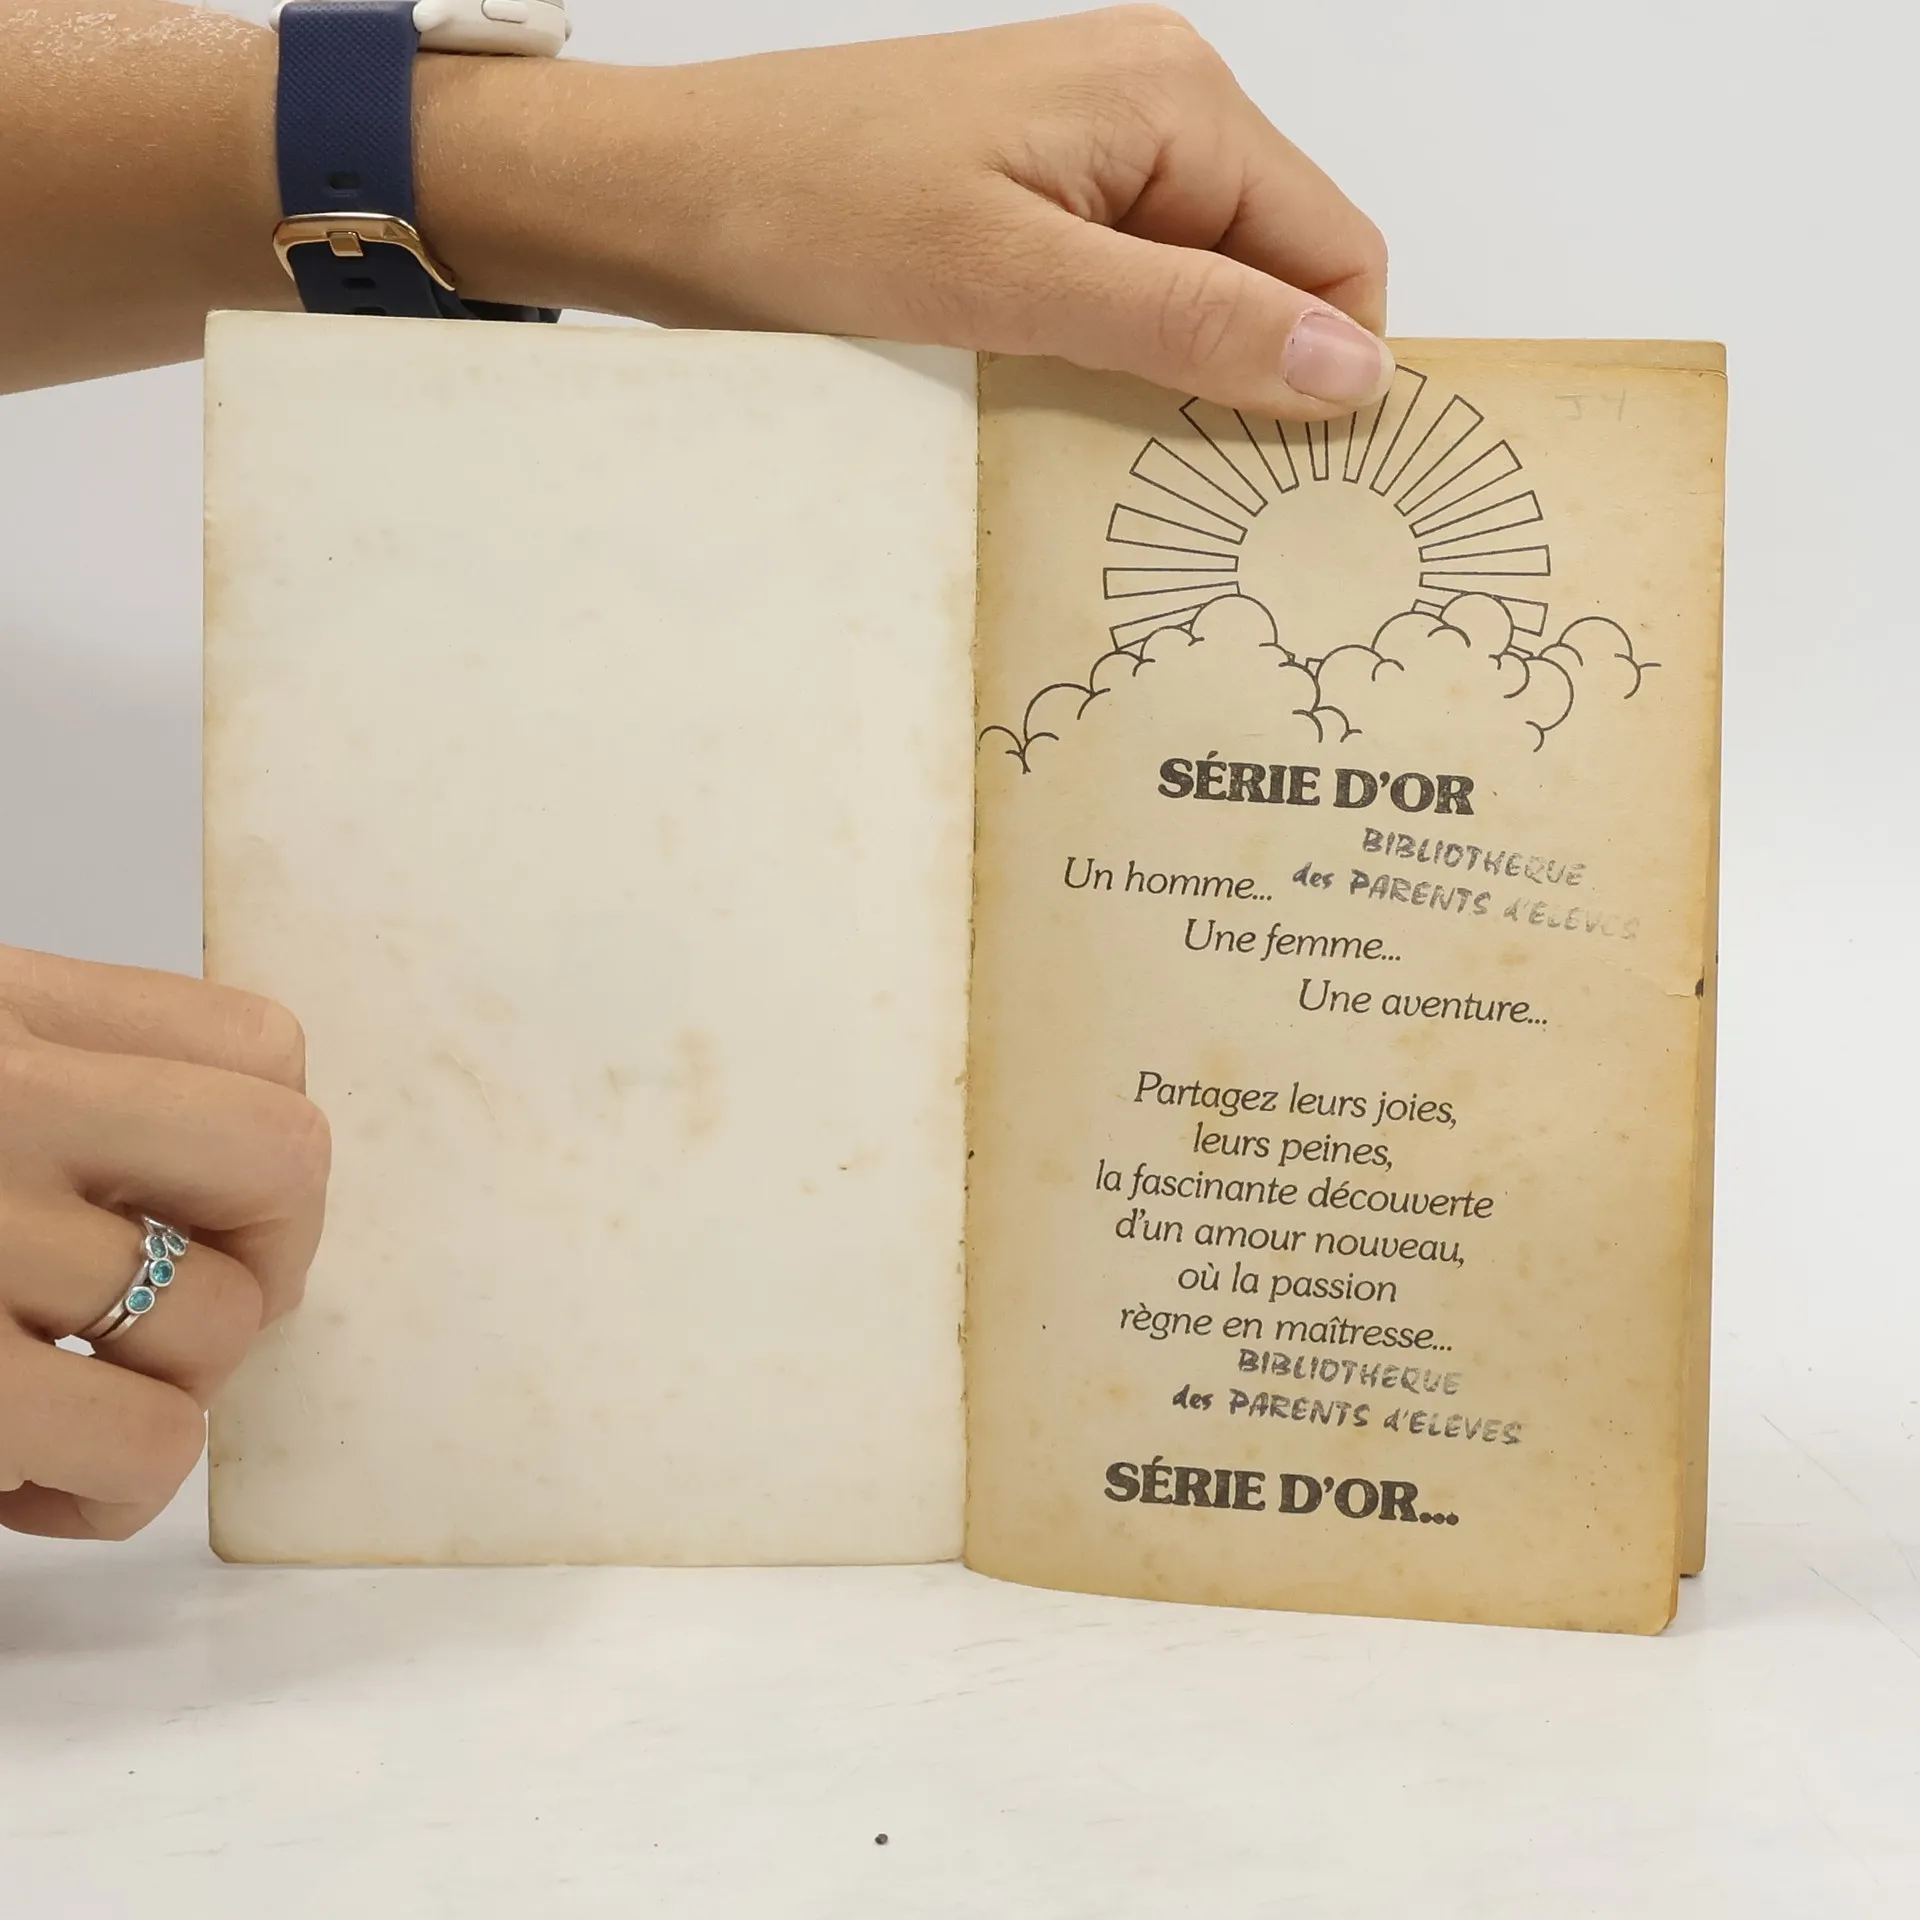 J4
SÉRIE D'OR
BIBLIOTHEQUE
Un homme... des PARENTS d'ELEVES
Une femme...
Une aventure...
Partagez leurs joies,
leurs peines,
la fascinante découverte
d'un amour nouveau,
où la passion
règne en maîtresse...
BIBLIOTHEQUE
des PARENTS d'ELEVES
SÉRIE D'OR...